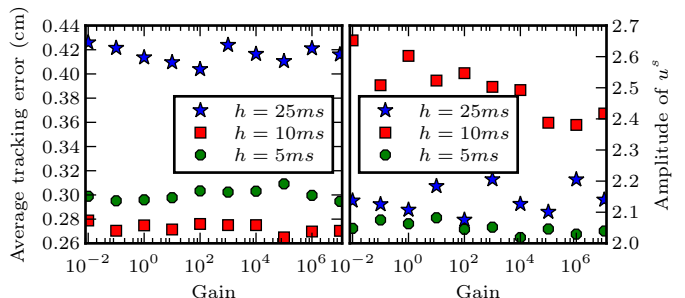 0.44 2.7
0.42 2.6
0.40 2.5
0.38 2.4
0.36 2.3
0.34 2.2
0.32 2.1
0.30 2.0
0.28
0.26
Average tracking error (cm)
h = 25ms
h = 10ms
h = 5ms
h = 25ms
h = 10ms
h = 5ms
Amplitude of u^s
10^−2 10^0 10^2 10^4 10^6
10^−2 10^0 10^2 10^4 10^6
Gain
Gain